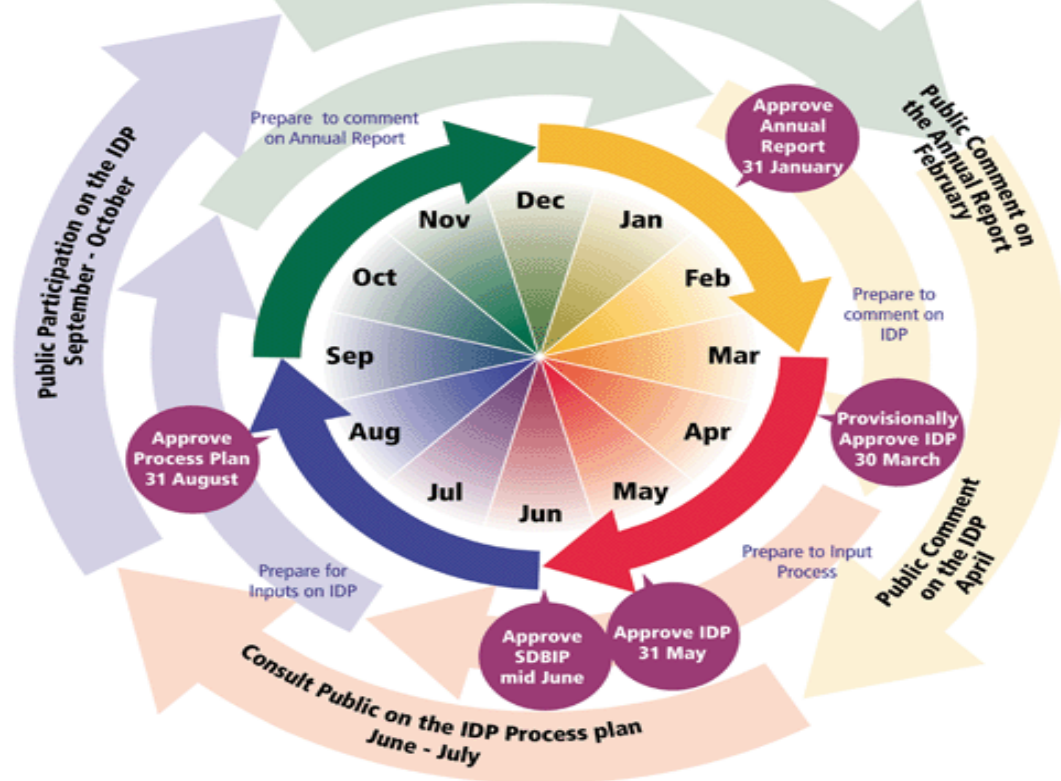 Prepare to comment
on Annual Report
Approve
Annual
Report
31 January
Public Comment on
the Annual Report
February
Public Participation on the IDP
September - October
Dec
Jan
Feb
Mar
Apr
May
Jun
Jul
Aug
Sep
Oct
Nov
Prepare to
comment on
IDP
Provisionally
Approve IDP
30 March
Approve
Process Plan
31 August
Public Comment
on the IDP
April
Prepare to Input
Process
Prepare for
Inputs on IDP
Approve
SDBIP
mid June
Approve IDP
31 May
Consult Public on the IDP Process plan
June - July